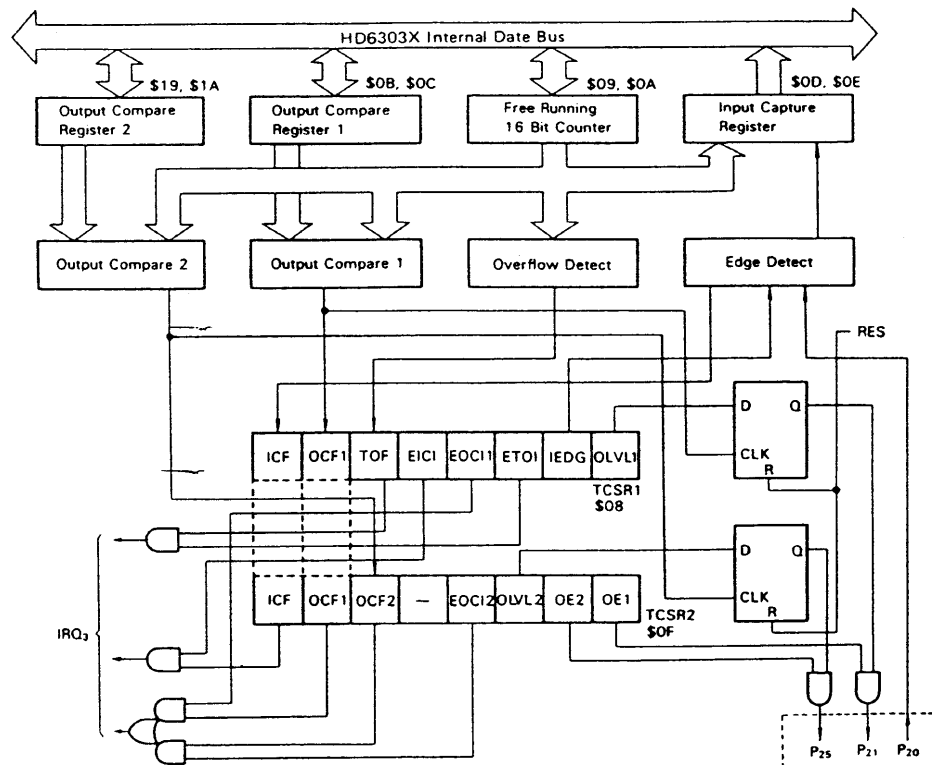 HD6303X Internal Date Bus
$19, $1A
$0B, $0C
$09, $0A
$0D, $0E
Output Compare
Register 2
Output Compare
Register 1
Free Running
16 Bit Counter
Input Capture
Register
Output Compare 2
Output Compare 1
Overflow Detect
Edge Detect
RES
D
Q
CLK
R
ICF
OCF1
TOF
EICI
EOCI1
ETOI
IEDG
OLVL1
TCSR1
$08
D
Q
CLK
R
ICF
OCF1
OCF2
—
EOCI2
OLVL2
OE2
OE1
TCSR2
$0F
IRQ₃
P₂₅
P₂₁
P₂₀